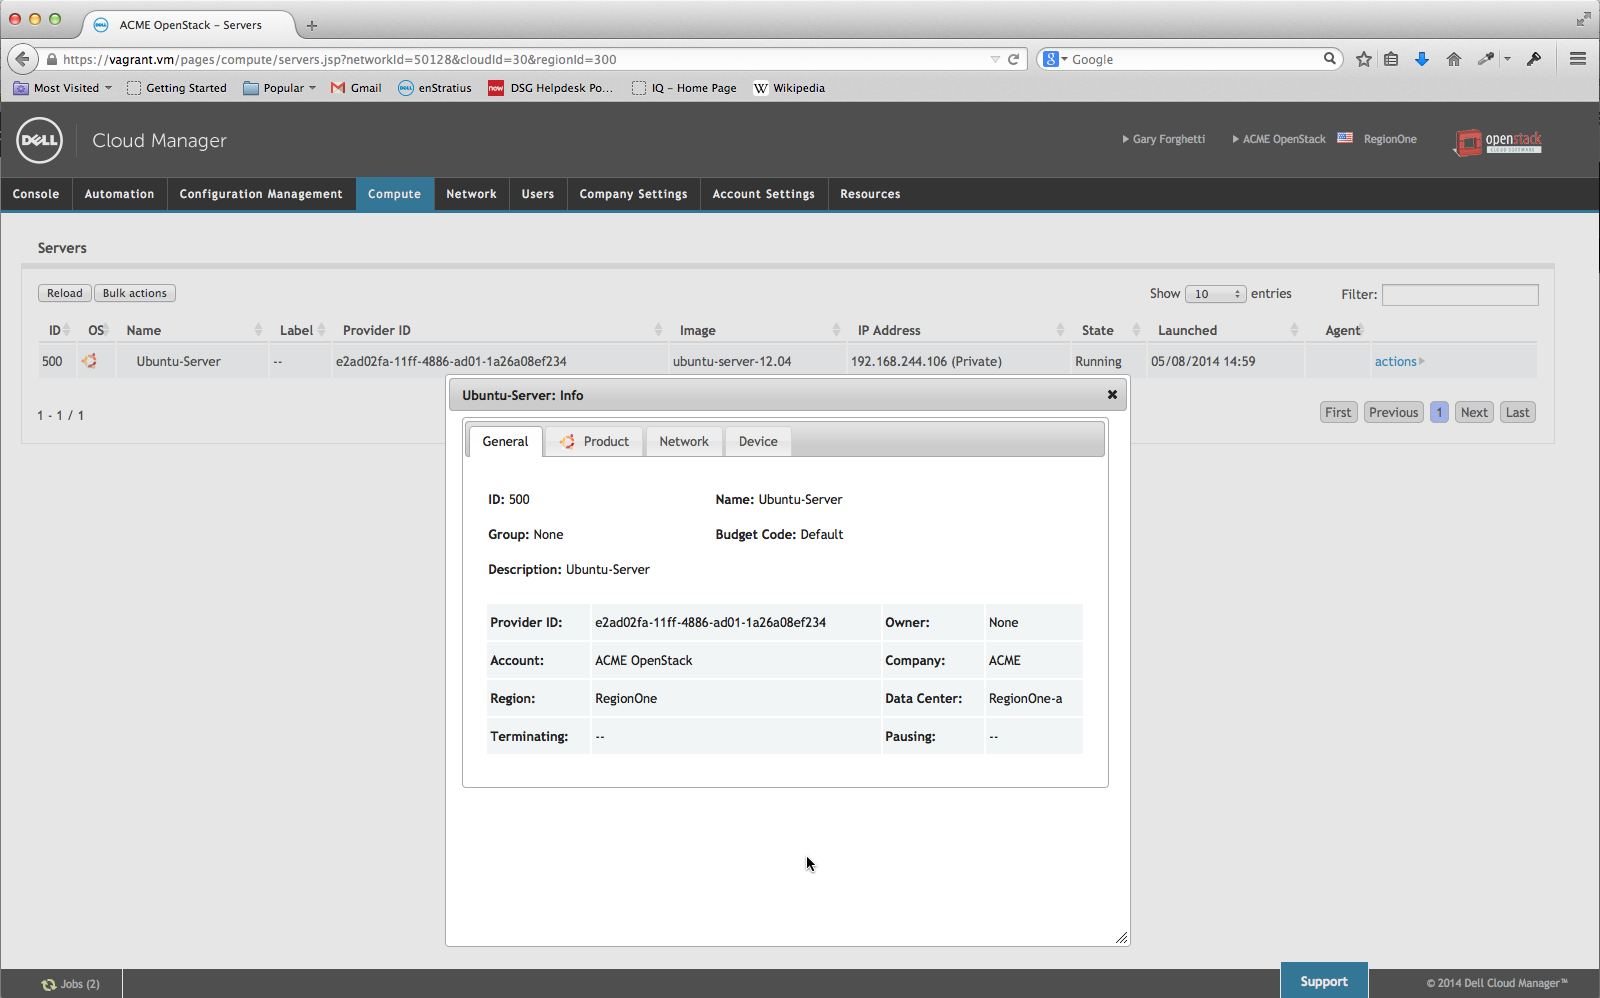 ACME OpenStack – Servers
https://vagrant.vm/pages/compute/servers.jsp?networkId=50128&cloudId=30&regionId=300
Google
Most Visited Getting Started Popular Gmail enStratius DSG Helpdesk Po... IQ – Home Page Wikipedia
DELL Cloud Manager Gary Forghetti ACME OpenStack RegionOne openstack
CLOUD SOFTWARE
Console Automation Configuration Management Compute Network Users Company Settings Account Settings Resources
Servers
Reload Bulk actions Show 10 entries Filter:
ID OS Name Label Provider ID Image IP Address State Launched Agent
500 Ubuntu-Server -- e2ad02fa-11ff-4886-ad01-1a26a08ef234 ubuntu-server-12.04 192.168.244.106 (Private) Running 05/08/2014 14:59 actions
1 - 1 / 1 First Previous 1 Next Last
Ubuntu-Server: Info
General Product Network Device
ID: 500 Name: Ubuntu-Server
Group: None Budget Code: Default
Description: Ubuntu-Server
Provider ID: e2ad02fa-11ff-4886-ad01-1a26a08ef234 Owner: None
Account: ACME OpenStack Company: ACME
Region: RegionOne Data Center: RegionOne-a
Terminating: -- Pausing: --
Jobs (2) Support © 2014 Dell Cloud Manager™